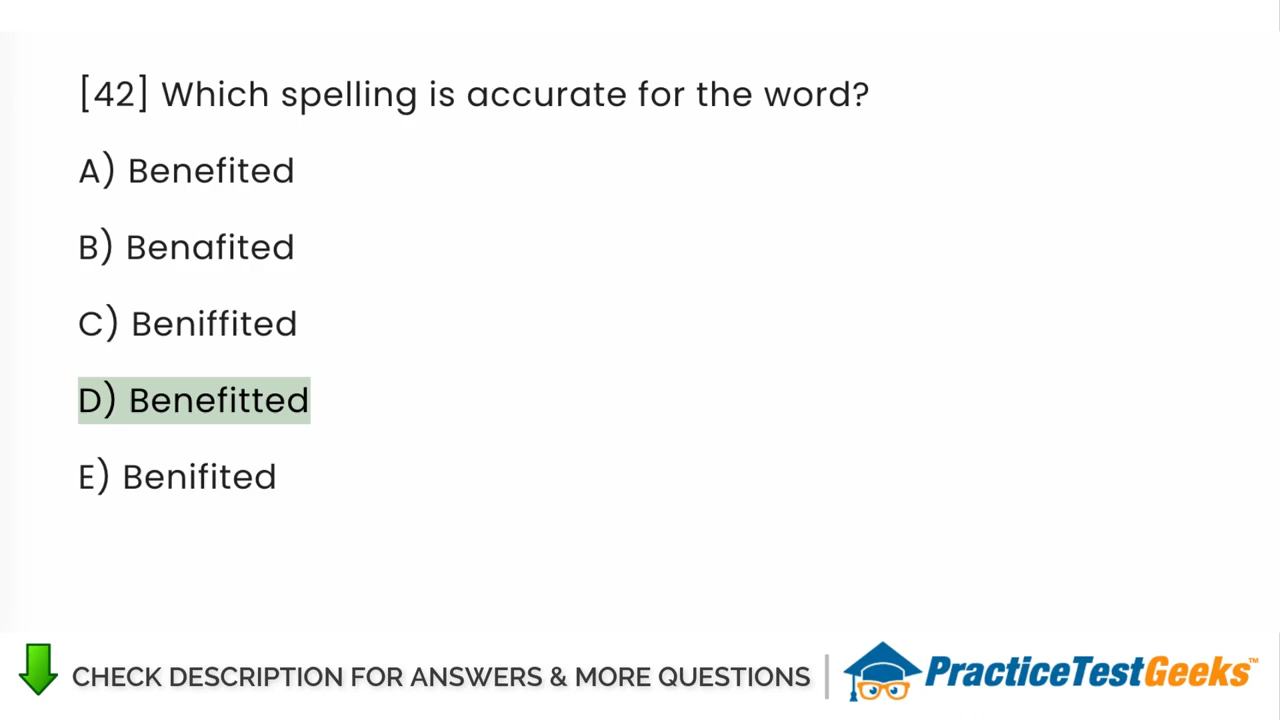 [42] Which spelling is accurate for the word?
A) Benefited
B) Benafited
C) Beniffited
D) Benefitted
E) Benifited
CHECK DESCRIPTION FOR ANSWERS & MORE QUESTIONS
PracticeTestGeeks™